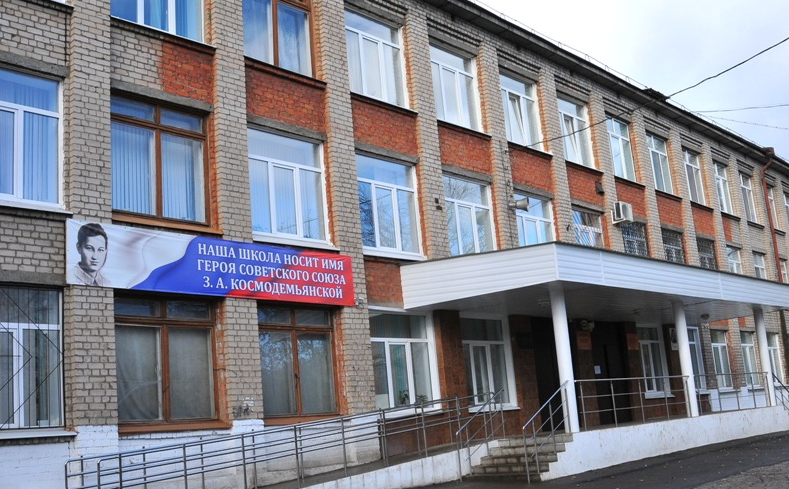 НАША ШКОЛА НОСИТ ИМЯ
ГЕРОЯ СОВЕТСКОГО СОЮЗА
З. А. КОСМОДЕМЬЯНСКОЙ